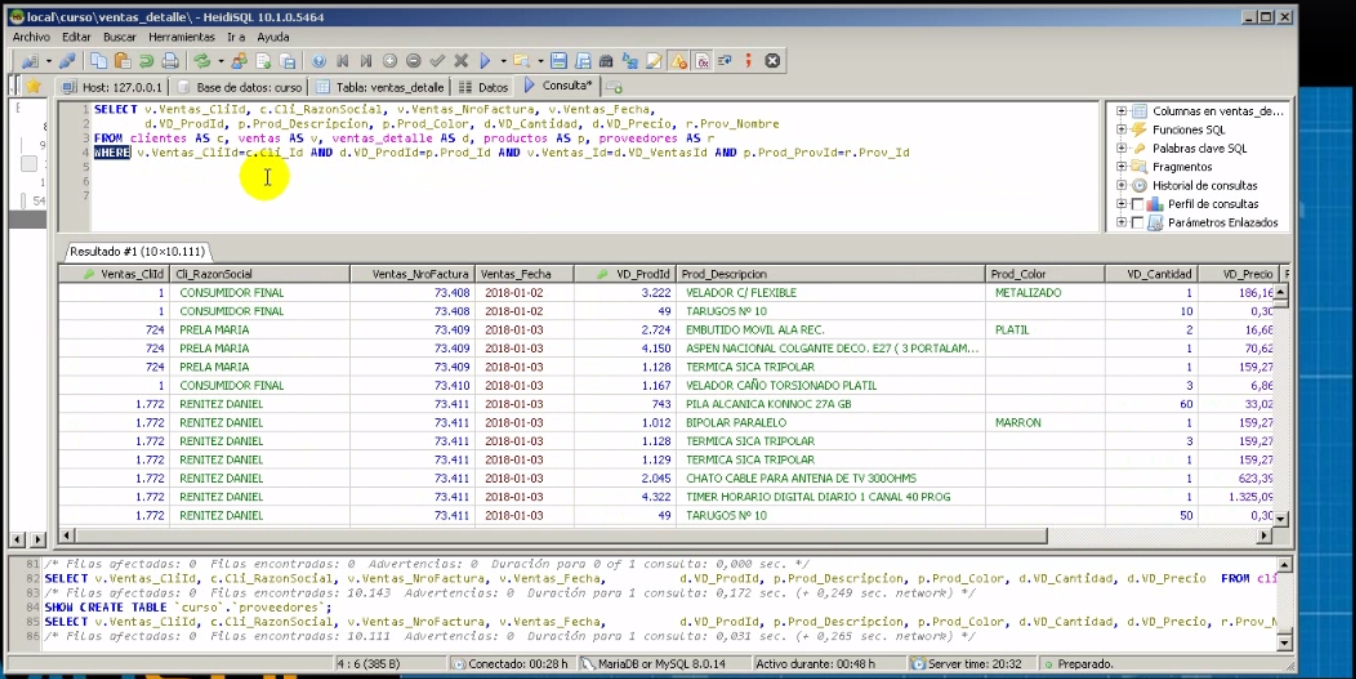 local\curso\ventas_detalle\ - HeidiSQL 10.1.0.5464
Archivo Editar Buscar Herramientas Ir a Ayuda
Host: 127.0.0.1 Base de datos: curso Tabla: ventas_detalle Datos Consulta*
1 SELECT v.Ventas_CliId, c.Cli_RazonSocial, v.Ventas_NroFactura, v.Ventas_Fecha,
2 d.VD_ProdId, p.Prod_Descripcion, p.Prod_Color, d.VD_Cantidad, d.VD_Precio, r.Prov_Nombre
3 FROM clientes AS c, ventas AS v, ventas_detalle AS d, productos AS p, proveedores AS r
4 WHERE v.Ventas_CliId=c.Cli_Id AND d.VD_ProdId=p.Prod_Id AND v.Ventas_Id=d.VD_VentasId AND p.Prod_ProvId=r.Prov_Id
5
6
7
Columnas en ventas_de...
Funciones SQL
Palabras clave SQL
Fragmentos
Historial de consultas
Perfil de consultas
Parámetros Enlazados
54
Resultado #1 (10×10.111)
Ventas_CliId Cli_RazonSocial Ventas_NroFactura Ventas_Fecha VD_ProdId Prod_Descripcion Prod_Color VD_Cantidad VD_Precio
1 CONSUMIDOR FINAL 73.408 2018-01-02 3.222 VELADOR C/ FLEXIBLE METALIZADO 1 186,16
1 CONSUMIDOR FINAL 73.408 2018-01-02 49 TARUGOS Nº 10 10 0,30
724 PRELA MARIA 73.409 2018-01-03 2.724 EMBUTIDO MOVIL ALA REC. PLATIL 2 16,66
724 PRELA MARIA 73.409 2018-01-03 4.150 ASPEN NACIONAL COLGANTE DECO. E27 ( 3 PORTALAM... 1 70,62
724 PRELA MARIA 73.409 2018-01-03 1.128 TERMICA SICA TRIPOLAR 1 159,27
1 CONSUMIDOR FINAL 73.410 2018-01-03 1.167 VELADOR CAÑO TORSIONADO PLATIL 3 6,86
1.772 RENITEZ DANIEL 73.411 2018-01-03 743 PILA ALCANICA KONNOC 27A GB 60 33,02
1.772 RENITEZ DANIEL 73.411 2018-01-03 1.012 BIPOLAR PARALELO MARRON 1 159,27
1.772 RENITEZ DANIEL 73.411 2018-01-03 1.128 TERMICA SICA TRIPOLAR 3 159,27
1.772 RENITEZ DANIEL 73.411 2018-01-03 1.129 TERMICA SICA TRIPOLAR 1 159,27
1.772 RENITEZ DANIEL 73.411 2018-01-03 2.045 CHATO CABLE PARA ANTENA DE TV 300OHMS 1 623,39
1.772 RENITEZ DANIEL 73.411 2018-01-03 4.322 TIMER HORARIO DIGITAL DIARIO 1 CANAL 40 PROG 1 1.325,09
1.772 RENITEZ DANIEL 73.411 2018-01-03 49 TARUGOS Nº 10 50 0,30
81 /* Filas afectadas: 0 Filas encontradas: 0 Advertencias: 0 Duración para 0 of 1 consulta: 0,000 sec. */
82 SELECT v.Ventas_CliId, c.Cli_RazonSocial, v.Ventas_NroFactura, v.Ventas_Fecha, d.VD_ProdId, p.Prod_Descripcion, p.Prod_Color, d.VD_Cantidad, d.VD_Precio FROM cli
83 /* Filas afectadas: 0 Filas encontradas: 10.143 Advertencias: 0 Duración para 1 consulta: 0,172 sec. (+ 0,249 sec. network) */
84 SHOW CREATE TABLE `curso`.`proveedores`;
85 SELECT v.Ventas_CliId, c.Cli_RazonSocial, v.Ventas_NroFactura, v.Ventas_Fecha, d.VD_ProdId, p.Prod_Descripcion, p.Prod_Color, d.VD_Cantidad, d.VD_Precio, r.Prov_N
86 /* Filas afectadas: 0 Filas encontradas: 10.111 Advertencias: 0 Duración para 1 consulta: 0,031 sec. (+ 0,265 sec. network) */
4 : 6 (385 B) Conectado: 00:28 h MariaDB or MySQL 8.0.14 Activo durante: 00:48 h Server time: 20:32 Preparado.